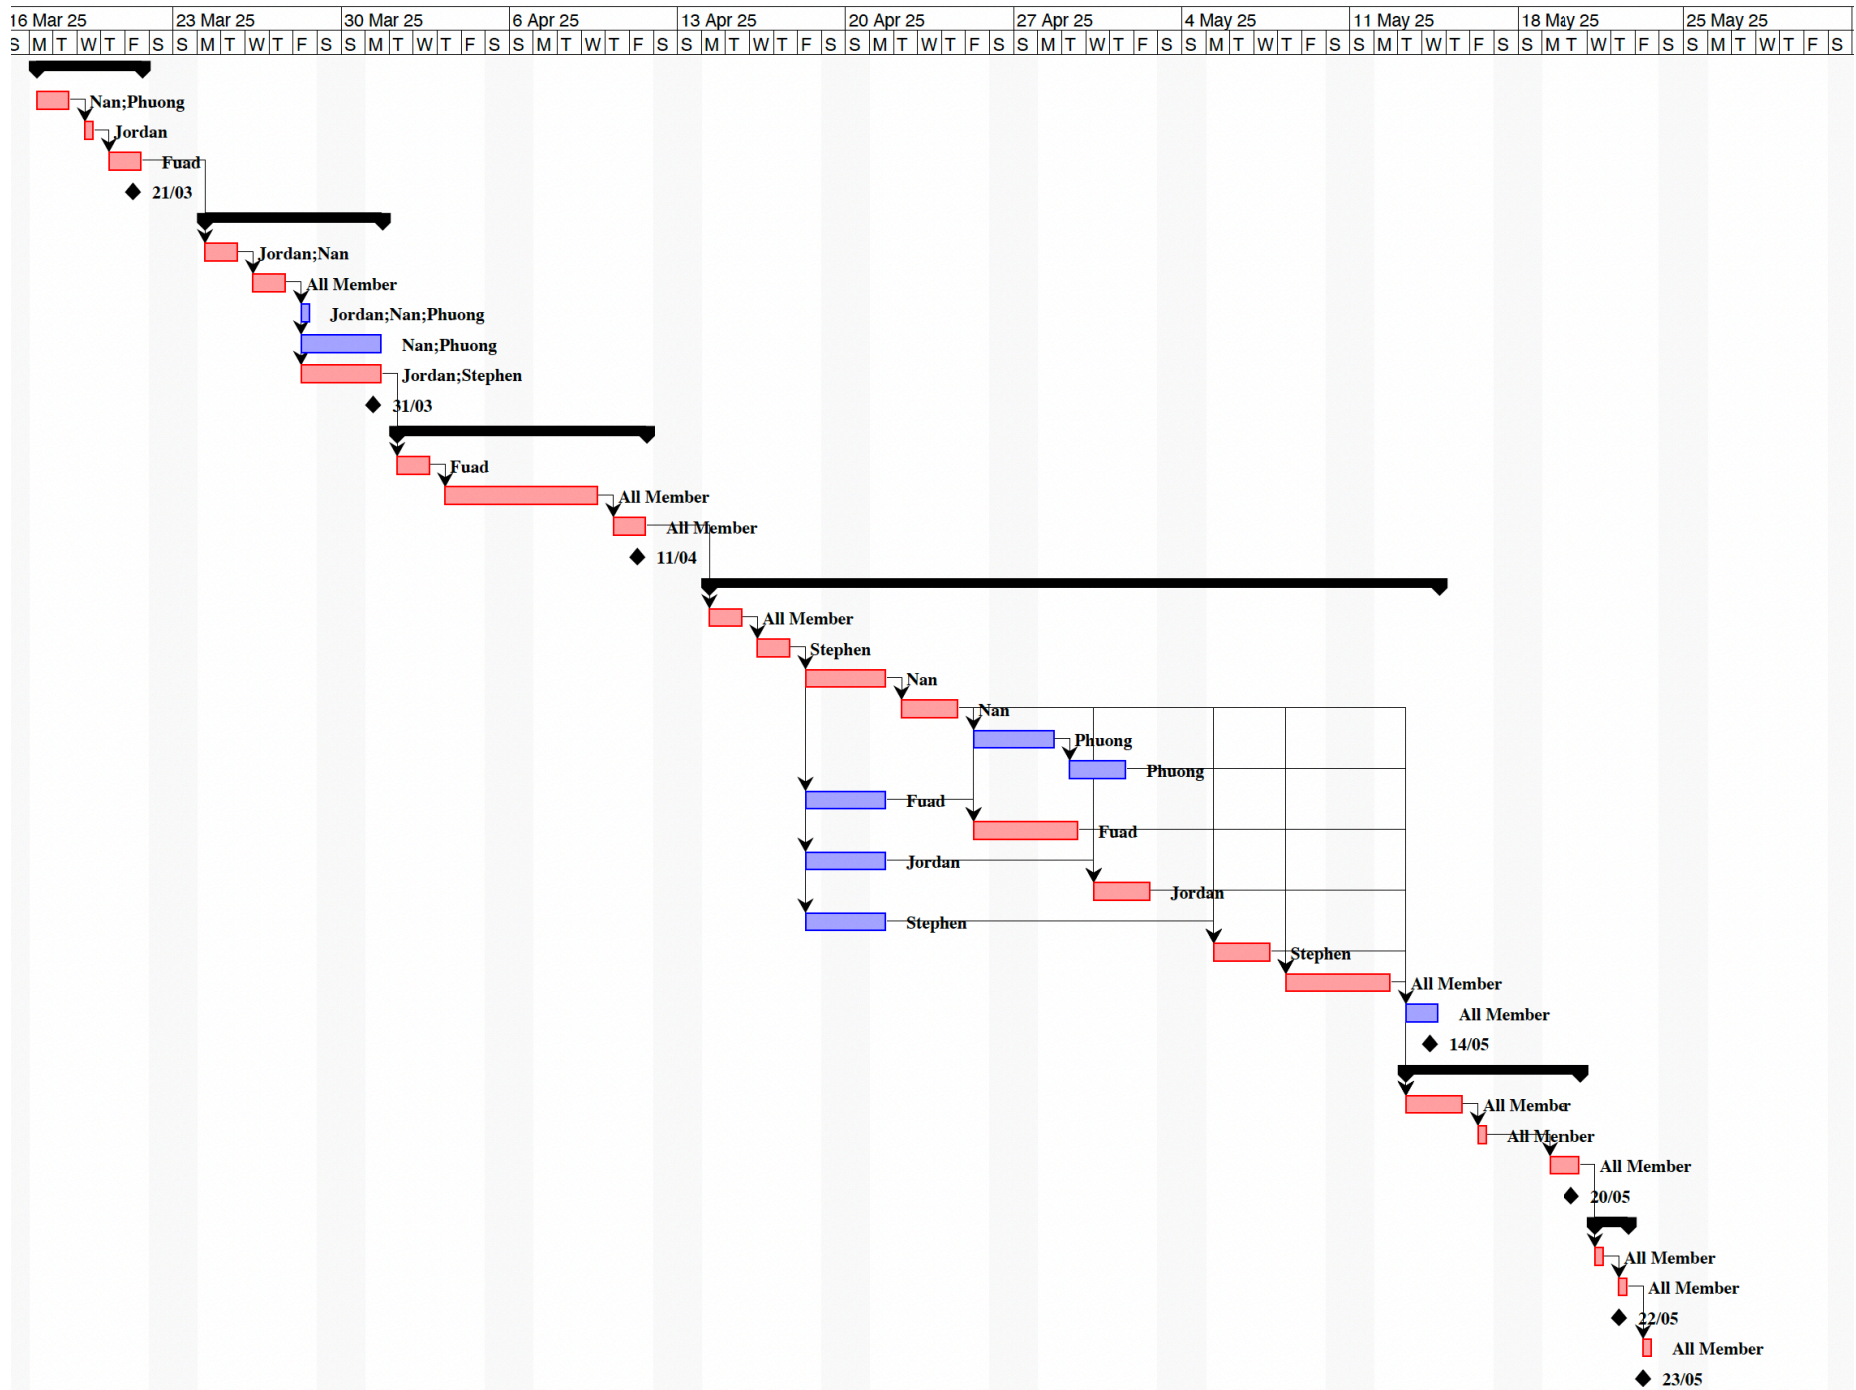 16 Mar 25 23 Mar 25 30 Mar 25 6 Apr 25 13 Apr 25 20 Apr 25 27 Apr 25 4 May 25 11 May 25 18 May 25 25 May 25
S M T W T F S S M T W T F S S M T W T F S S M T W T F S S M T W T F S S M T W T F S S M T W T F S S M T W T F S S M T W T F S S M T W T F S S M T W T F S
Nan;Phuong
Jordan
Fuad
21/03
Jordan;Nan
All Member
Jordan;Nan;Phuong
Nan;Phuong
Jordan;Stephen
31/03
Fuad
All Member
All Member
11/04
All Member
Stephen
Nan
Nan
Phuong
Phuong
Fuad
Fuad
Jordan
Jordan
Stephen
Stephen
All Member
All Member
14/05
All Member
All Member
All Member
20/05
All Member
All Member
22/05
All Member
23/05